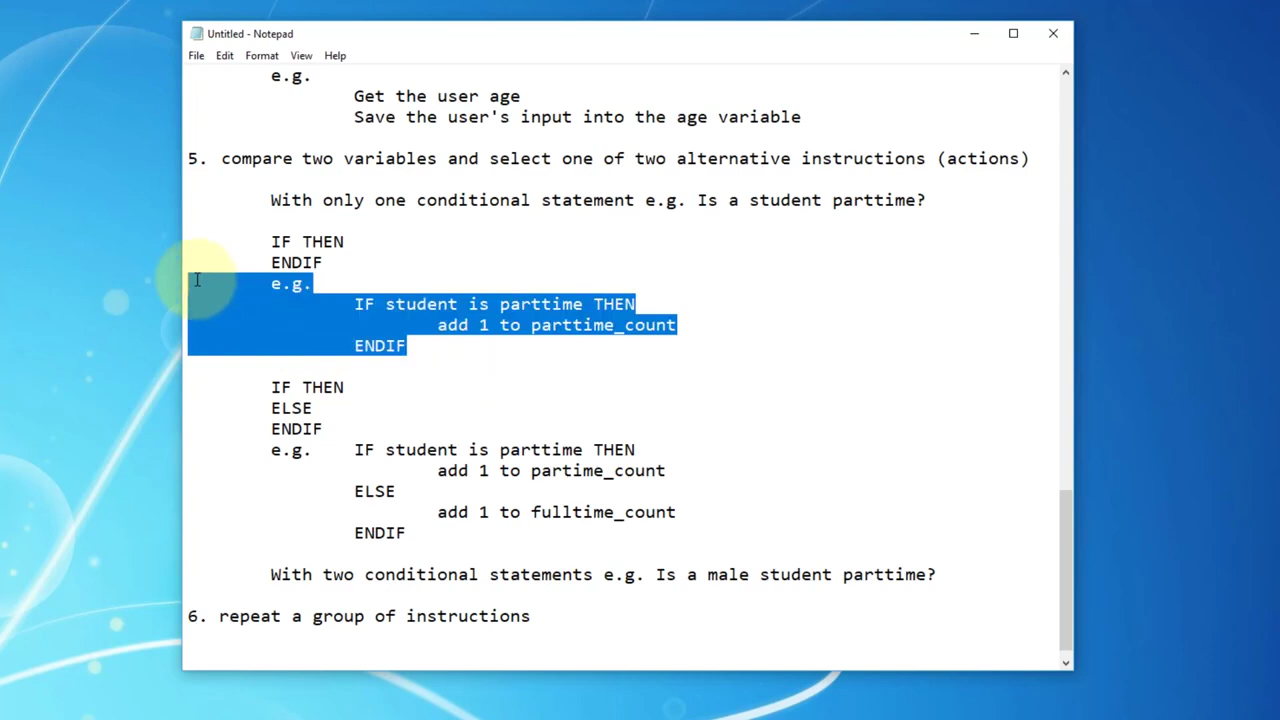 Untitled - Notepad
File Edit Format View Help
e.g.
Get the user age
Save the user's input into the age variable
5. compare two variables and select one of two alternative instructions (actions)
With only one conditional statement e.g. Is a student parttime?
IF THEN
ENDIF
e.g.
IF student is parttime THEN
add 1 to parttime_count
ENDIF
IF THEN
ELSE
ENDIF
e.g. IF student is parttime THEN
add 1 to partime_count
ELSE
add 1 to fulltime_count
ENDIF
With two conditional statements e.g. Is a male student parttime?
6. repeat a group of instructions